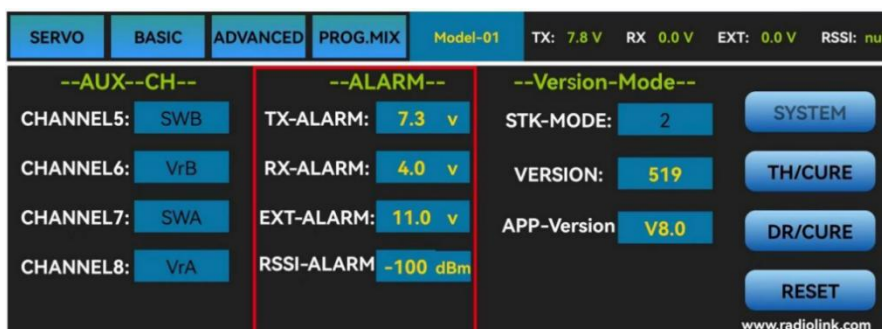 SERVO BASIC ADVANCED PROG.MIX Model-01 TX: 7.8 V RX 0.0 V EXT: 0.0 V RSSI: nu
--AUX--CH-- --ALARM-- --Version-Mode--
CHANNEL5: SWB TX-ALARM: 7.3 v STK-MODE: 2 SYSTEM
CHANNEL6: VrB RX-ALARM: 4.0 v VERSION: 519 TH/CURE
CHANNEL7: SWA EXT-ALARM: 11.0 v APP-Version V8.0 DR/CURE
CHANNEL8: VrA RSSI-ALARM -100 dBm RESET
www.radiolink.com